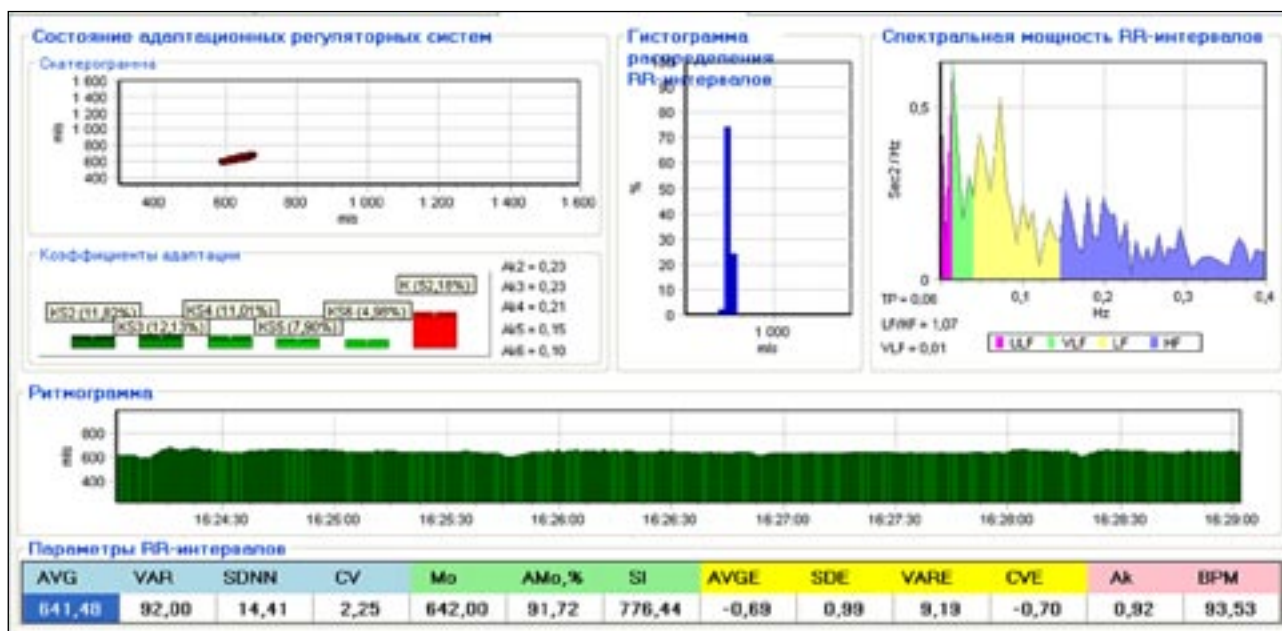 Состояние адаптационных регуляторных систем
Скатерограмма
1 600
1 400
1 200
1 000
800
600
400
m/s
400 600 800 1 000 1 200 1 400 1 600
m/s
Коэффициенты адаптации
KS2 (11,82%)
KS3 (12,13%)
KS4 (11,01%)
KS5 (7,90%)
KS6 (4,98%)
K (52,18%)
Ak2 = 0,23
Ak3 = 0,23
Ak4 = 0,21
Ak5 = 0,15
Ak6 = 0,10
Гистограмма
распределения
RR-интервалов
90
80
70
60
50
40
30
20
10
0
%
1 000
m/s
Спектральная мощность RR-интервалов
0,5
0
Sec2 / Hz
0,1 0,2 0,3 0,4
Hz
TP = 0,06
LF/HF = 1,07
VLF = 0,01
ULF VLF LF HF
Ритмограмма
800
600
400
m/s
16:24:30 16:25:00 16:25:30 16:26:00 16:26:30 16:27:00 16:27:30 16:28:00 16:28:30 16:29:00
Параметры RR-интервалов
AVG VAR SDNN CV Mo AMo,% SI AVGE SDE VARE CVE Ak BPM
641,48 92,00 14,41 2,25 642,00 91,72 776,44 -0,69 0,99 9,19 -0,70 0,92 93,53